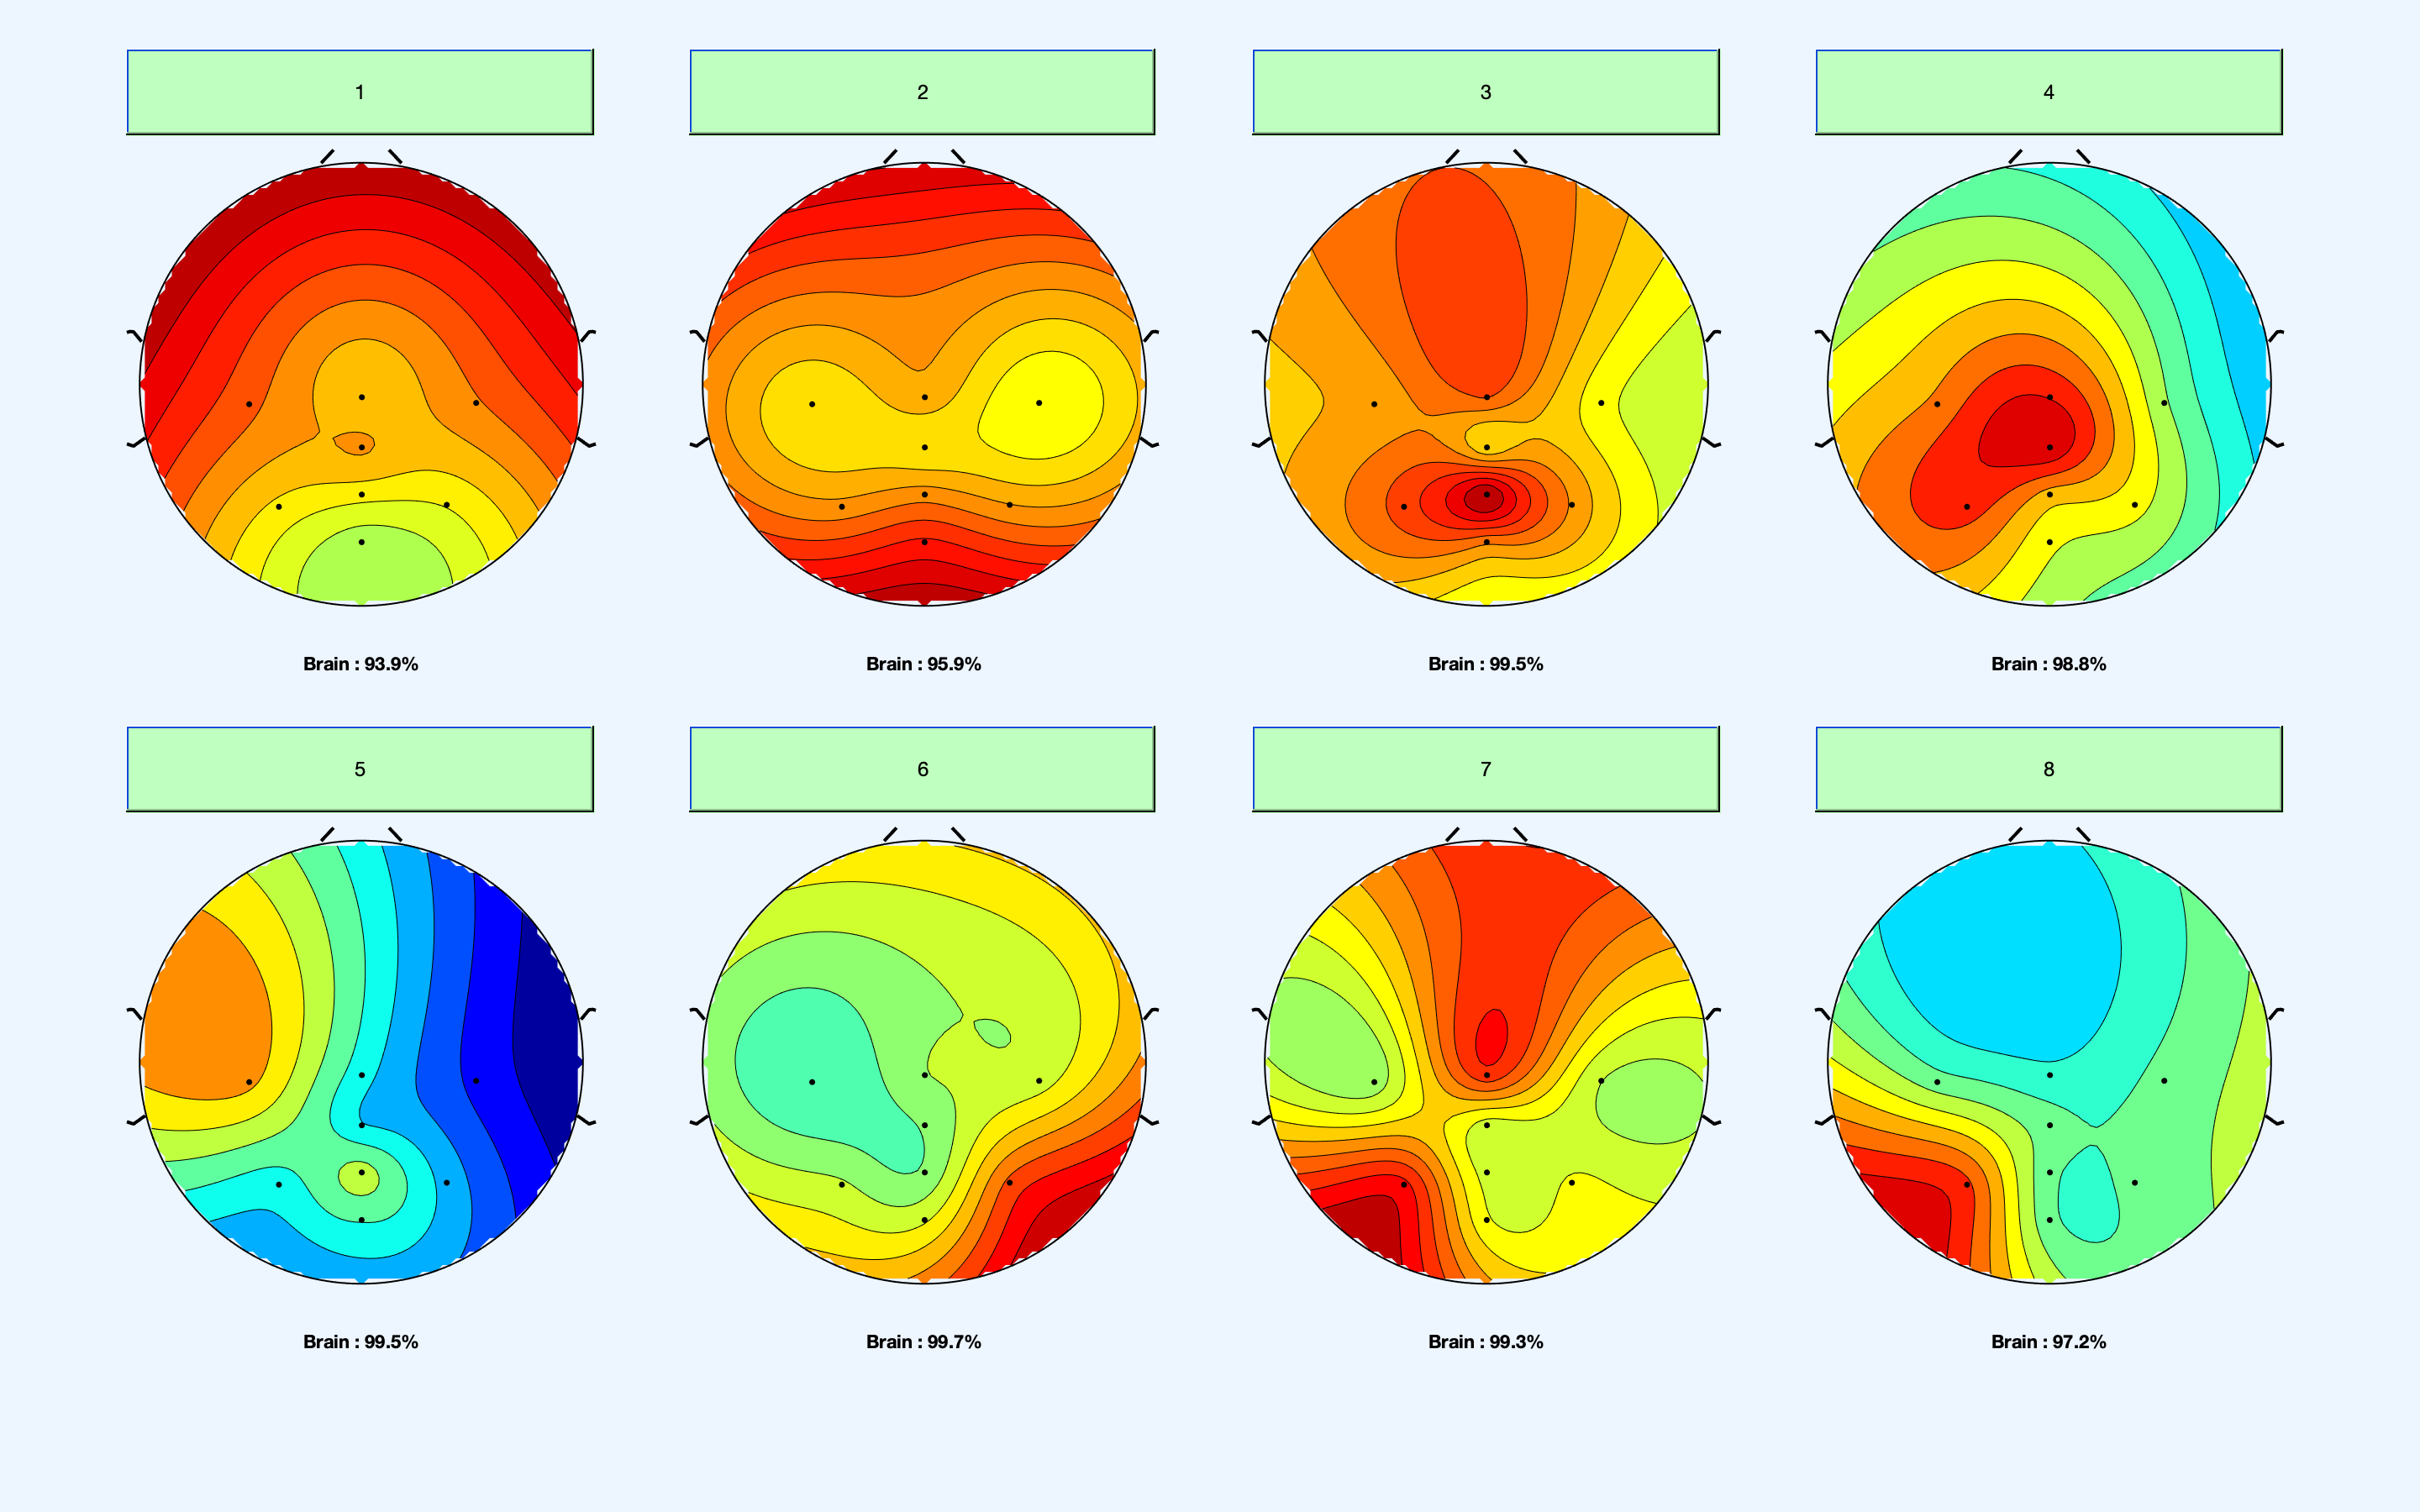 1
2
3
4
Brain : 93.9%
Brain : 95.9%
Brain : 99.5%
Brain : 98.8%
5
6
7
8
Brain : 99.5%
Brain : 99.7%
Brain : 99.3%
Brain : 97.2%